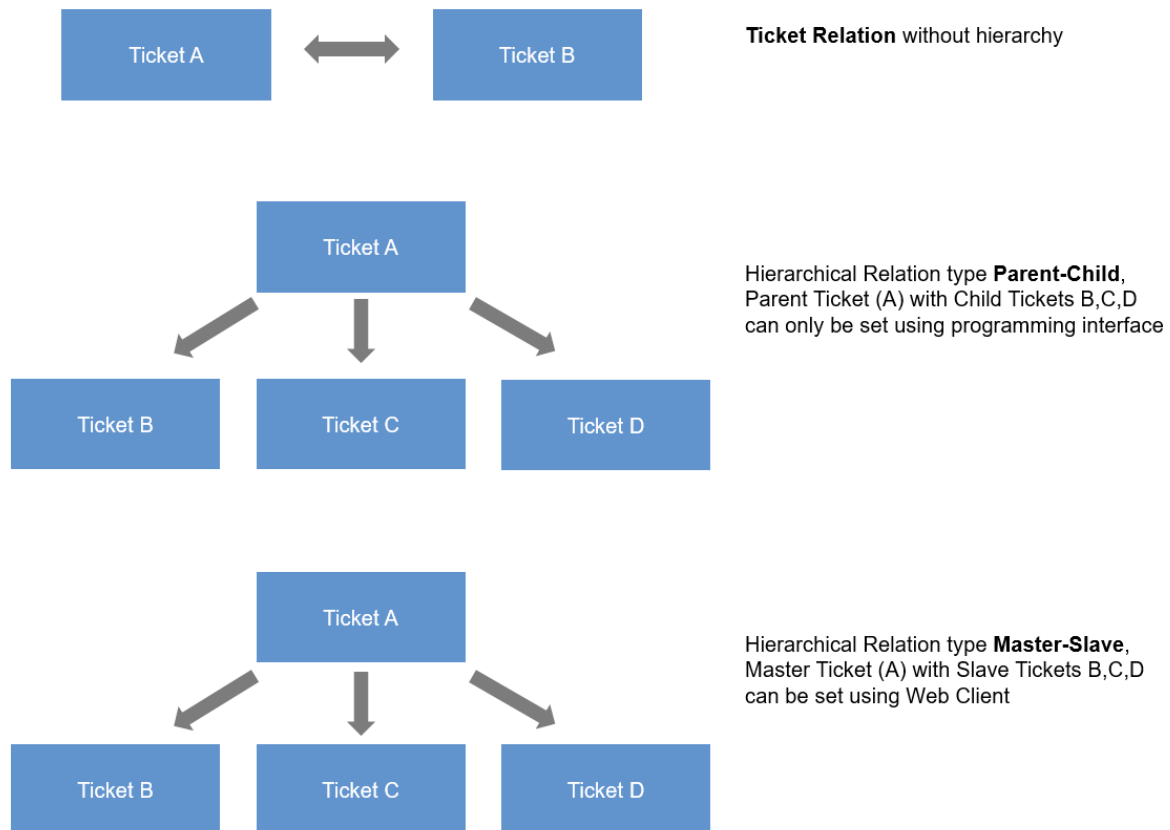 Ticket A
Ticket B
Ticket Relation without hierarchy
Ticket A
Hierarchical Relation type Parent-Child,
Parent Ticket (A) with Child Tickets B,C,D
can only be set using programming interface
Ticket B
Ticket C
Ticket D
Ticket A
Hierarchical Relation type Master-Slave,
Master Ticket (A) with Slave Tickets B,C,D
can be set using Web Client
Ticket B
Ticket C
Ticket D